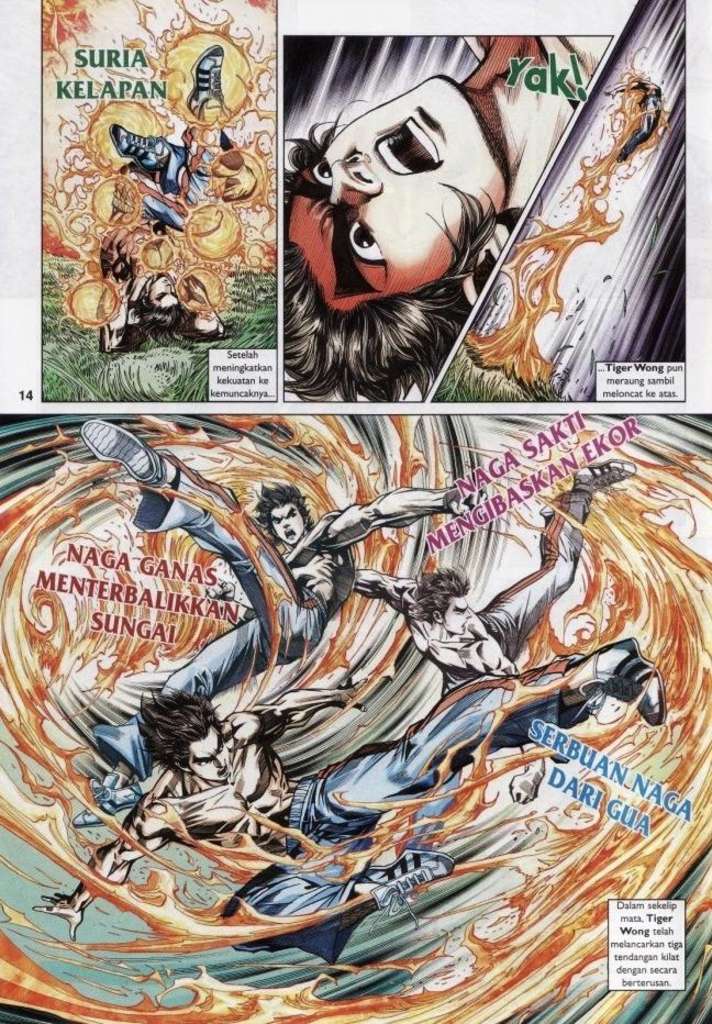 SURIA
KELAPAN
Yak!
Setelah
meningkatkan
kekuatan ke
kemuncaknya...
...Tiger Wong pun
meraung sambil
meloncat ke atas.
14
NAGA SAKTI
MENGIBASKAN EKOR
NAGA GANAS
MENTERBALIKKAN
SUNGAI
SERBUAN NAGA
DARI GUA
Dalam sekelip
mata, Tiger
Wong telah
melancarkan tiga
tendangan kilat
dengan secara
berterusan.